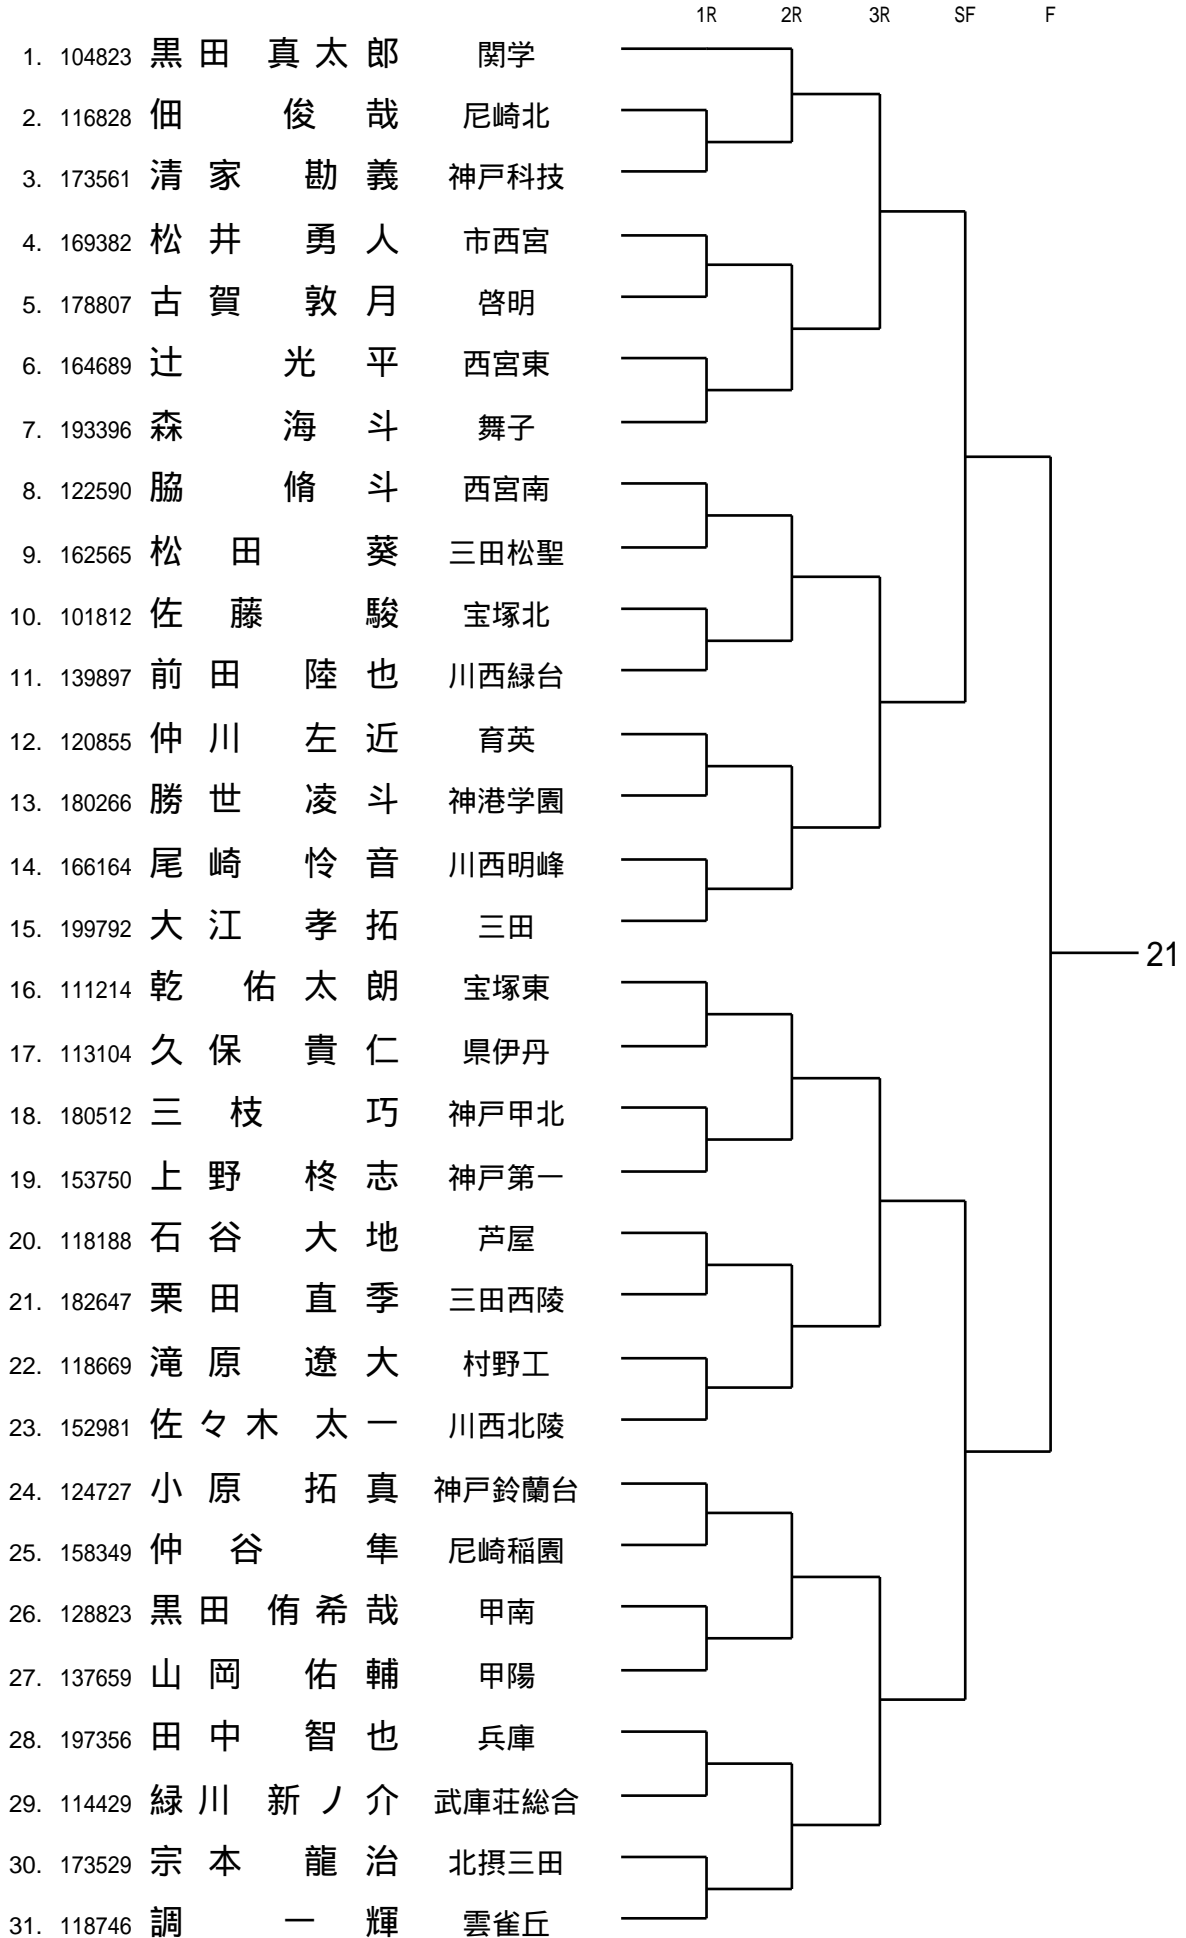 1R 2R 3R SF F
1. 104823 黒田 真太郎 関学
2. 116828 佃 俊哉 尼崎北
3. 173561 清家 勘義 神戸科技
4. 169382 松井 勇人 市西宮
5. 178807 古賀 敦月 啓明
6. 164689 辻 光平 西宮東
7. 193396 森 海斗 舞子
8. 122590 脇 脩斗 西宮南
9. 162565 松田 葵 三田松聖
10. 101812 佐藤 駿 宝塚北
11. 139897 前田 陸也 川西緑台
12. 120855 仲川 左近 育英
13. 180266 勝世 凌斗 神港学園
14. 166164 尾崎 怜音 川西明峰
15. 199792 大江 孝拓 三田
21
16. 111214 乾 佑太朗 宝塚東
17. 113104 久保 貴仁 県伊丹
18. 180512 三枝 巧 神戸甲北
19. 153750 上野 柊志 神戸第一
20. 118188 石谷 大地 芦屋
21. 182647 栗田 直季 三田西陵
22. 118669 滝原 遼大 村野工
23. 152981 佐々木 太一 川西北陵
24. 124727 小原 拓真 神戸鈴蘭台
25. 158349 仲谷 隼 尼崎稲園
26. 128823 黒田 侑希哉 甲南
27. 137659 山岡 佑輔 甲陽
28. 197356 田中 智也 兵庫
29. 114429 緑川 新ノ介 武庫荘総合
30. 173529 宗本 龍治 北摂三田
31. 118746 調 一輝 雲雀丘